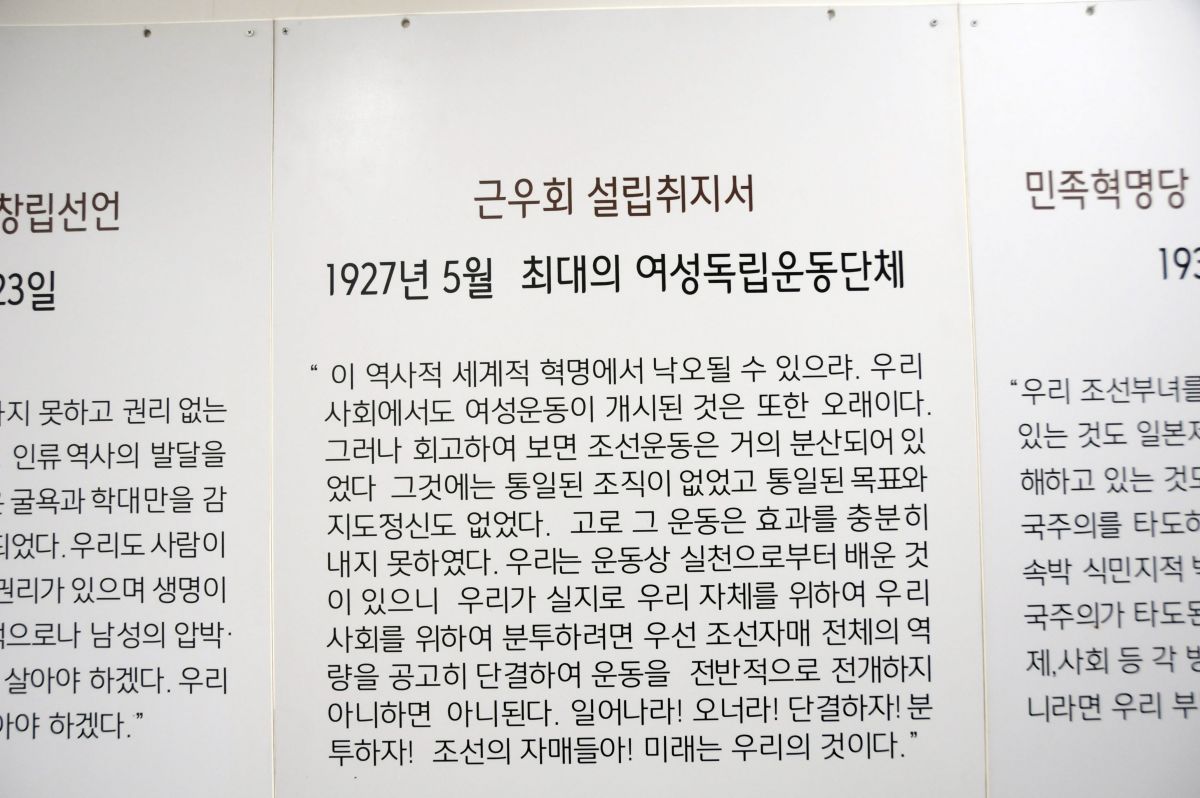 창립선언
23일
지 못하고 권리 없는
인류 역사의 발달을
굴욕과 학대만을 감
되었다. 우리도 사람이
권리가 있으며 생명이
적으로나 남성의 압박·
살아야 하겠다. 우리
아야 하겠다.”
근우회 설립취지서
1927년 5월 최대의 여성독립운동단체
“ 이 역사적 세계적 혁명에서 낙오될 수 있으랴. 우리
사회에서도 여성운동이 개시된 것은 또한 오래이다.
그러나 회고하여 보면 조선운동은 거의 분산되어 있
었다 그것에는 통일된 조직이 없었고 통일된 목표와
지도정신도 없었다. 고로 그 운동은 효과를 충분히
내지 못하였다. 우리는 운동상 실천으로부터 배운 것
이 있으니 우리가 실지로 우리 자체를 위하여 우리
사회를 위하여 분투하려면 우선 조선자매 전체의 역
량을 공고히 단결하여 운동을 전반적으로 전개하지
아니하면 아니된다. 일어나라! 오너라! 단결하자! 분
투하자! 조선의 자매들아! 미래는 우리의 것이다.”
민족혁명당
193
“우리 조선부녀를
있는 것도 일본제
해하고 있는 것도
국주의를 타도하
속박 식민지적
국주의가 타도된
제,사회 등 각
니라면 우리 부